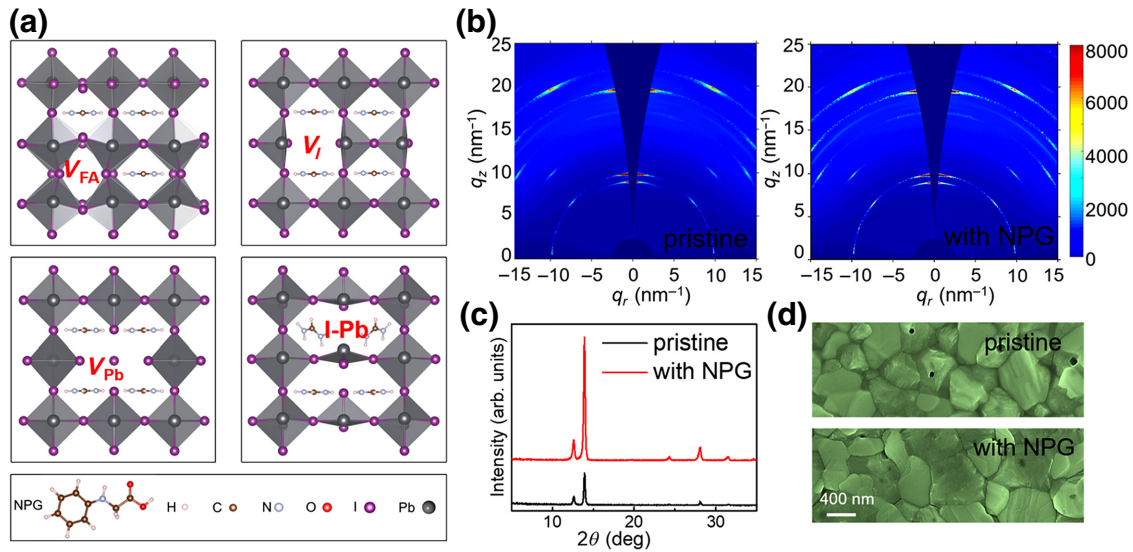 (a)
V_FA
V_I
V_Pb
I-Pb
NPG H C N O I Pb
(b)
25
20
15
10
5
0
q_z (nm⁻¹)
pristine
−15 −10 −5 0 5 10 15
q_r (nm⁻¹)
25
20
15
10
5
0
q_z (nm⁻¹)
with NPG
−15 −10 −5 0 5 10 15
q_r (nm⁻¹)
8000
6000
4000
2000
0
(c)
Intensity (arb. units)
pristine
with NPG
10 20 30
2θ (deg)
(d)
pristine
with NPG
400 nm